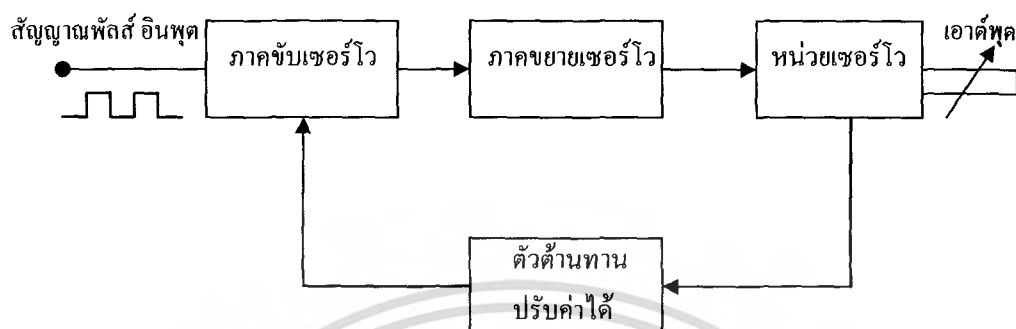 สัญญาณพัลส์ อินพุต
ภาคขับเซอร์โว
ภาคขยายเซอร์โว
หน่วยเซอร์โว
เอาต์พุต
ตัวต้านทาน
ปรับค่าได้